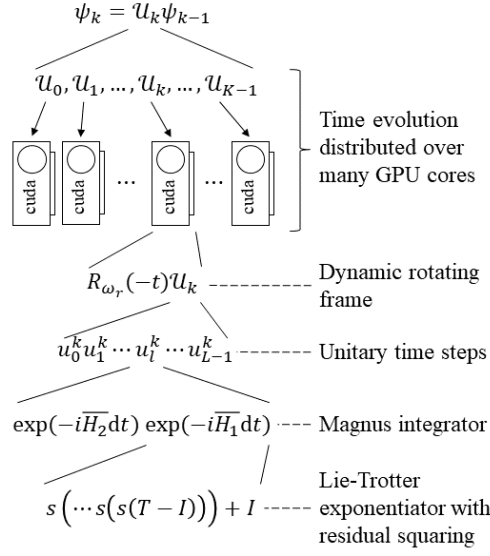 ψ_k = 𝒰_k ψ_{k−1}
𝒰_0, 𝒰_1, ..., 𝒰_k, ..., 𝒰_{K−1}
cuda cuda ... cuda ... cuda
Time evolution
distributed over
many GPU cores
R_{ω_r}(−t)𝒰_k
Dynamic rotating
frame
u_0^k u_1^k ⋯ u_l^k ⋯ u_{L−1}^k
Unitary time steps
exp(−i\overline{H_2}dt) exp(−i\overline{H_1}dt)
Magnus integrator
s(⋯s(s(T − I))) + I
Lie-Trotter
exponentiator with
residual squaring